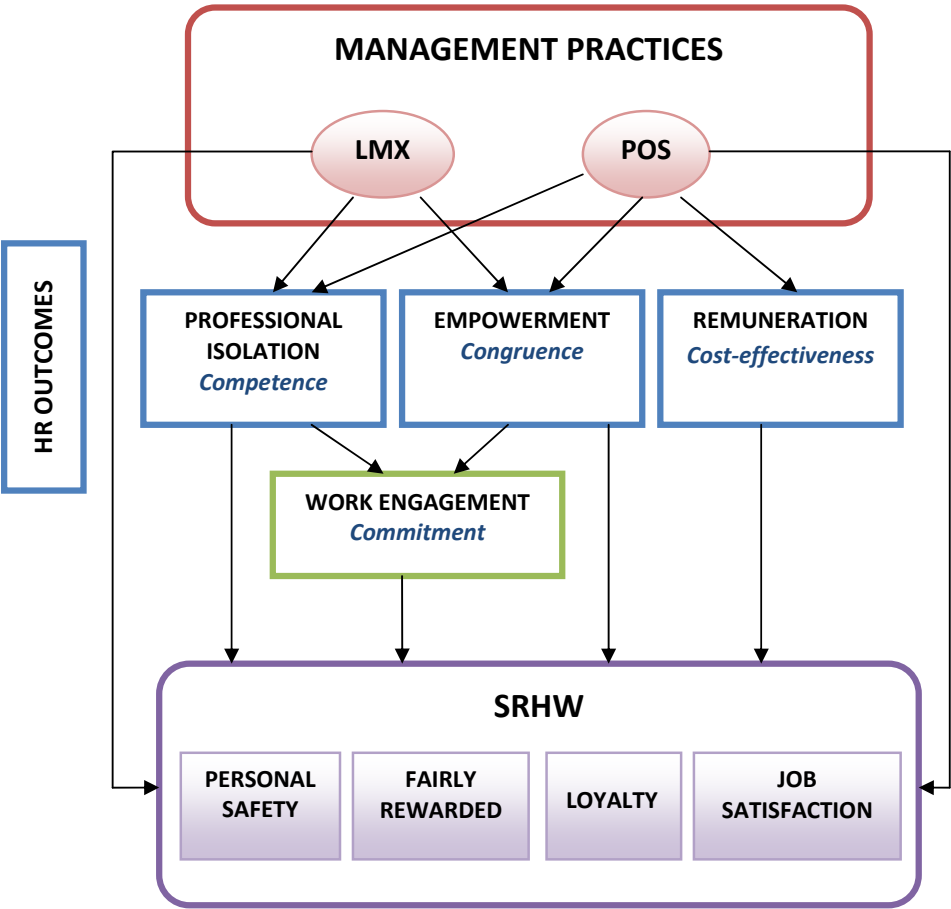 MANAGEMENT PRACTICES
LMX
POS
HR OUTCOMES
PROFESSIONAL
ISOLATION
Competence
EMPOWERMENT
Congruence
REMUNERATION
Cost-effectiveness
WORK ENGAGEMENT
Commitment
SRHW
PERSONAL
SAFETY
FAIRLY
REWARDED
LOYALTY
JOB
SATISFACTION